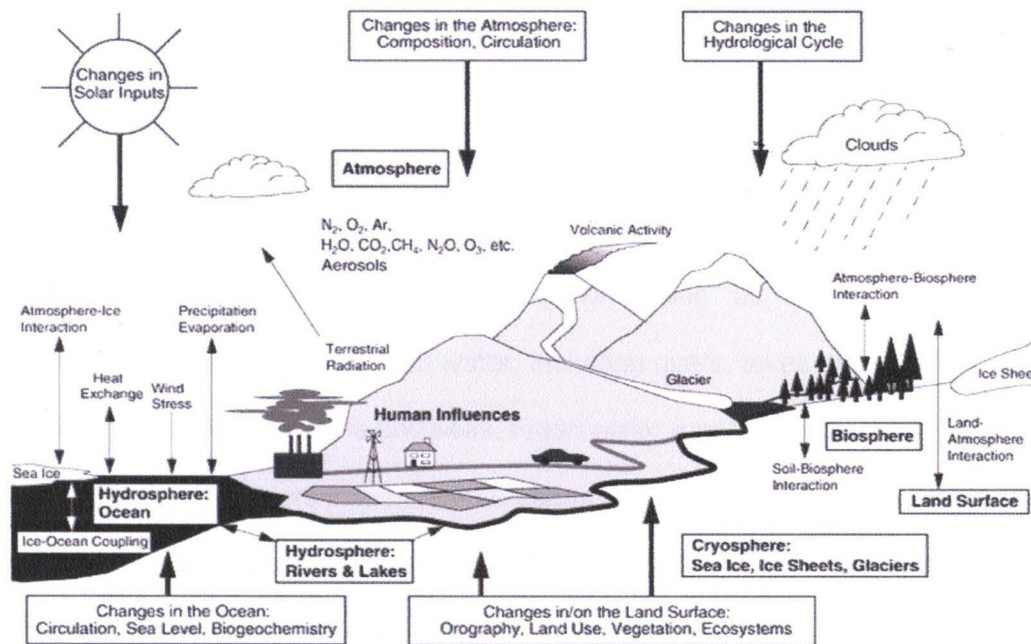 Changes in the Atmosphere:
Composition, Circulation
Changes in the
Hydrological Cycle
Changes in
Solar Inputs
Clouds
Atmosphere
N₂, O₂, Ar,
H₂O, CO₂, CH₄, N₂O, O₃, etc.
Aerosols
Volcanic Activity
Atmosphere-Biosphere
Interaction
Atmosphere-Ice
Interaction
Precipitation
Evaporation
Terrestrial
Radiation
Heat
Exchange
Wind
Stress
Glacier
Ice Sheet
Human Influences
Biosphere
Land-
Atmosphere
Interaction
Soil-Biosphere
Interaction
Sea Ice
Hydrosphere:
Ocean
Land Surface
Ice-Ocean Coupling
Hydrosphere:
Rivers & Lakes
Cryosphere:
Sea Ice, Ice Sheets, Glaciers
Changes in the Ocean:
Circulation, Sea Level, Biogeochemistry
Changes in/on the Land Surface:
Orography, Land Use, Vegetation, Ecosystems